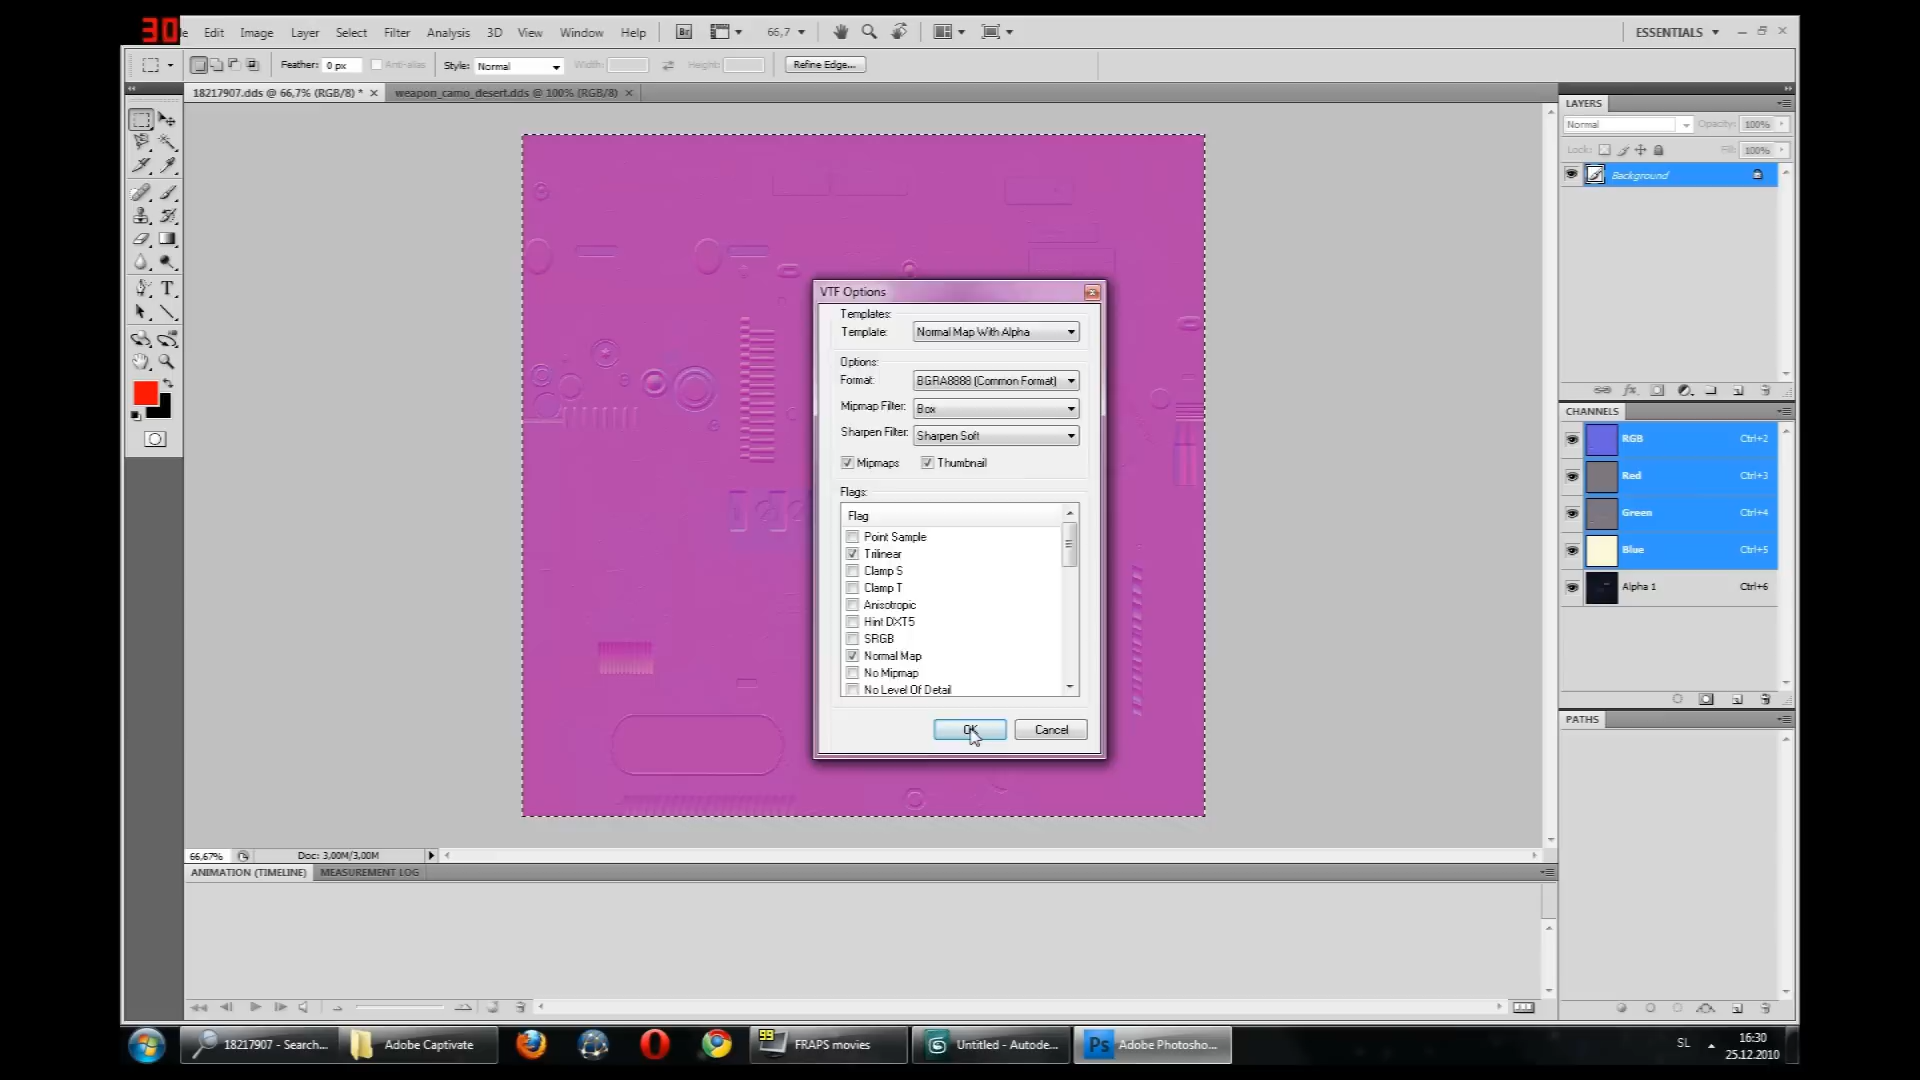 30
le Edit Image Layer Select Filter Analysis 3D View Window Help Br 66,7 ESSENTIALS
Feather: 0 px Anti-alias Style: Normal Width: Height: Refine Edge...
18217907.dds @ 66,7% (RGB/8) * weapon_camo_desert.dds @ 100% (RGB/8)
LAYERS
Normal Opacity: 100%
Lock: Fill: 100%
Background
VTF Options
Templates:
Template: Normal Map With Alpha
Options:
Format: BGRA8888 (Common Format)
Mipmap Filter: Box
Sharpen Filter: Sharpen Soft
Mipmaps Thumbnail
Flags:
Flag
Point Sample
Trilinear
Clamp S
Clamp T
Anisotropic
Hint DXT5
SRGB
Normal Map
No Mipmap
No Level Of Detail
OK Cancel
CHANNELS
RGB Ctrl+2
Red Ctrl+3
Green Ctrl+4
Blue Ctrl+5
Alpha 1 Ctrl+6
PATHS
66,67% Doc: 3,00M/3,00M
ANIMATION (TIMELINE) MEASUREMENT LOG
18217907 - Search... Adobe Captivate 99 FRAPS movies Untitled - Autode... Ps Adobe Photosho... SL 16:30
25.12.2010